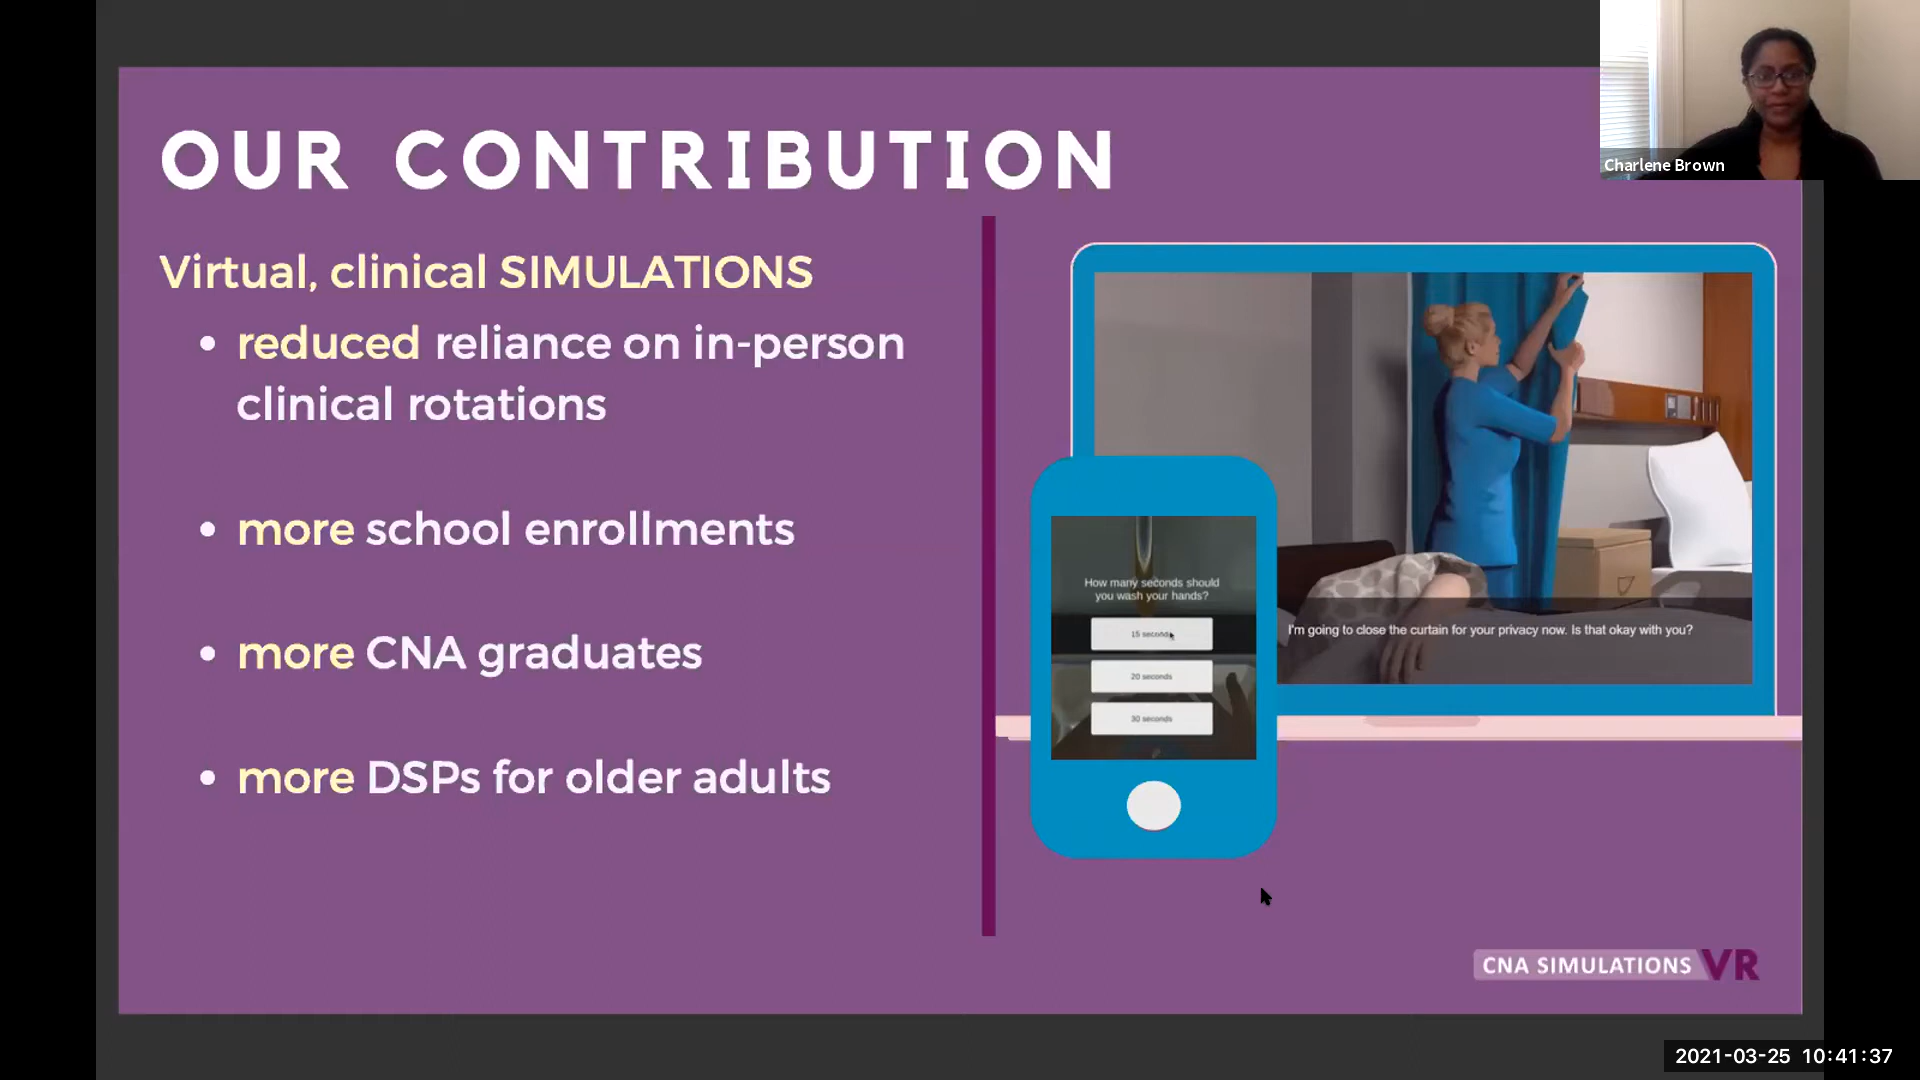 OUR CONTRIBUTION
Charlene Brown
Virtual, clinical SIMULATIONS
• reduced reliance on in-person
clinical rotations
• more school enrollments
• more CNA graduates
• more DSPs for older adults
How many seconds should
you wash your hands?
15 seconds
20 seconds
30 seconds
I'm going to close the curtain for your privacy now. Is that okay with you?
CNA SIMULATIONS VR
2021-03-25 10:41:37